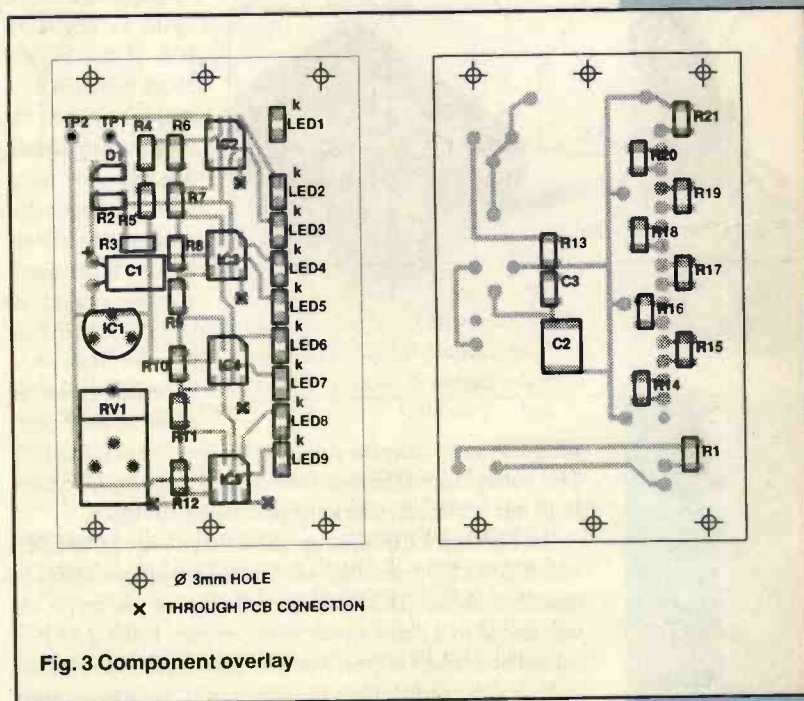 TP2 TP1 R4 R6 k
IC2 LED1
D1
k
R2 R5 R7 LED2
k
LED3
R3 R8 IC3 k
+ C1 LED4
k
R9 LED5
IC1 k
LED6
R10 IC4 k
LED7
RV1 k
R11 LED8
k
LED9
R12 IC5
R21
R20
R19
R18
R13
R17
C3
R16
C2 R15
R14
R1
Ø 3mm HOLE
THROUGH PCB CONECTION
Fig. 3 Component overlay